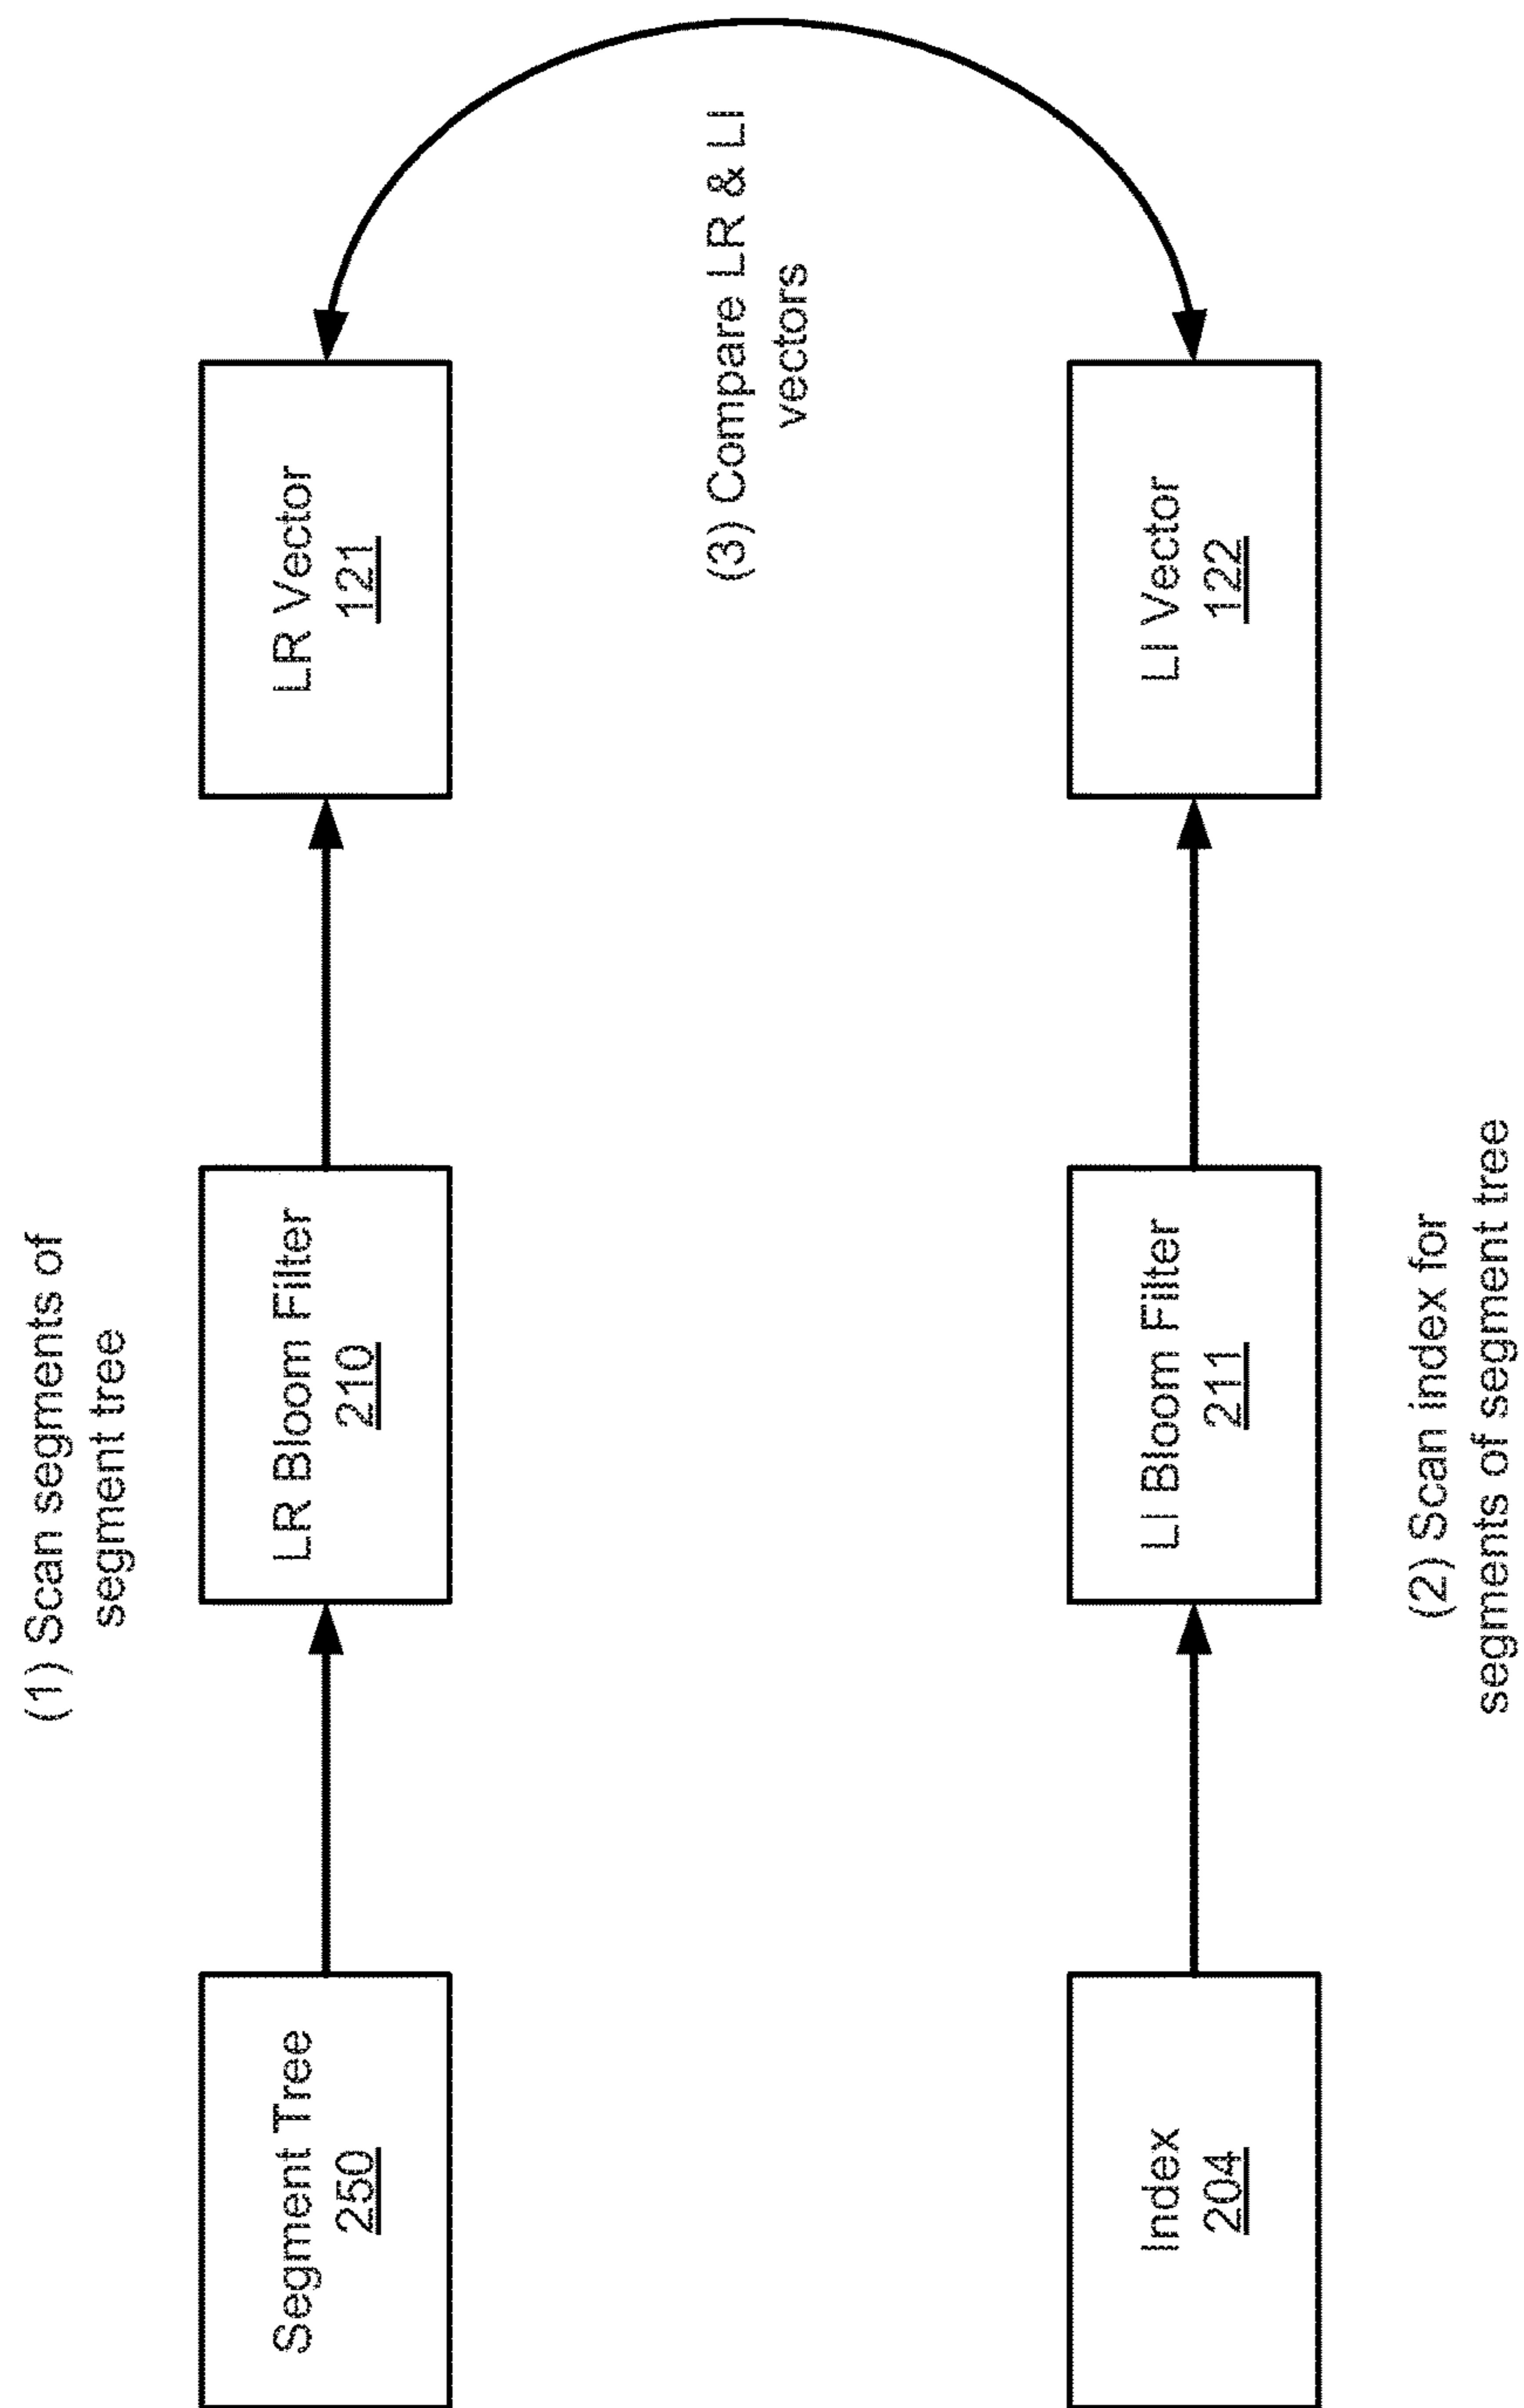 (1) Scan segments of
segment tree
Segment Tree
250
LR Bloom Filter
210
LR Vector
121
(3) Compare LR & LI
vectors
Index
204
LI Bloom Filter
211
LI Vector
122
(2) Scan index for
segments of segment tree